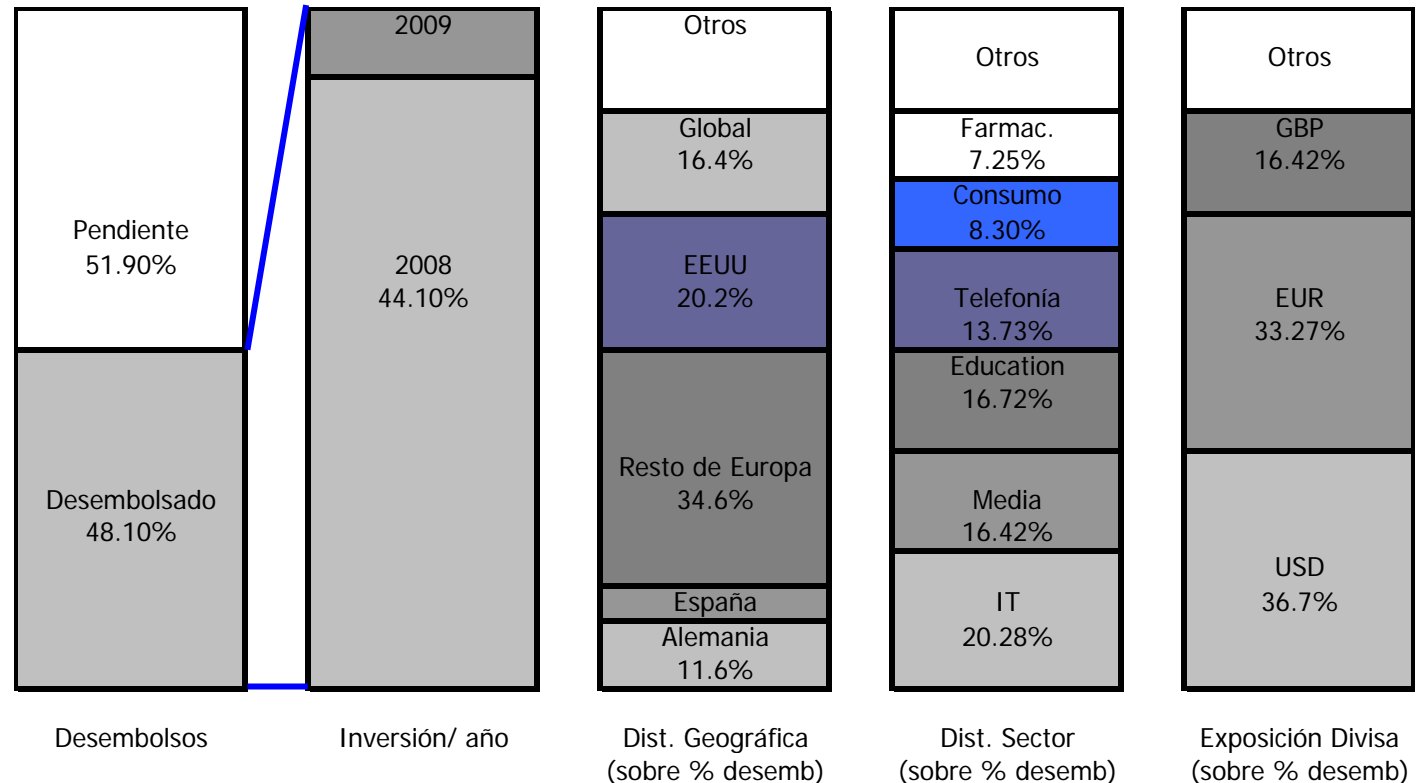 Pendiente
51.90%
Desembolsado
48.10%
Desembolsos
2009
2008
44.10%
Inversión/ año
Otros
Global
16.4%
EEUU
20.2%
Resto de Europa
34.6%
España
Alemania
11.6%
Dist. Geográfica
(sobre % desemb)
Otros
Farmac.
7.25%
Consumo
8.30%
Telefonía
13.73%
Education
16.72%
Media
16.42%
IT
20.28%
Dist. Sector
(sobre % desemb)
Otros
GBP
16.42%
EUR
33.27%
USD
36.7%
Exposición Divisa
(sobre % desemb)